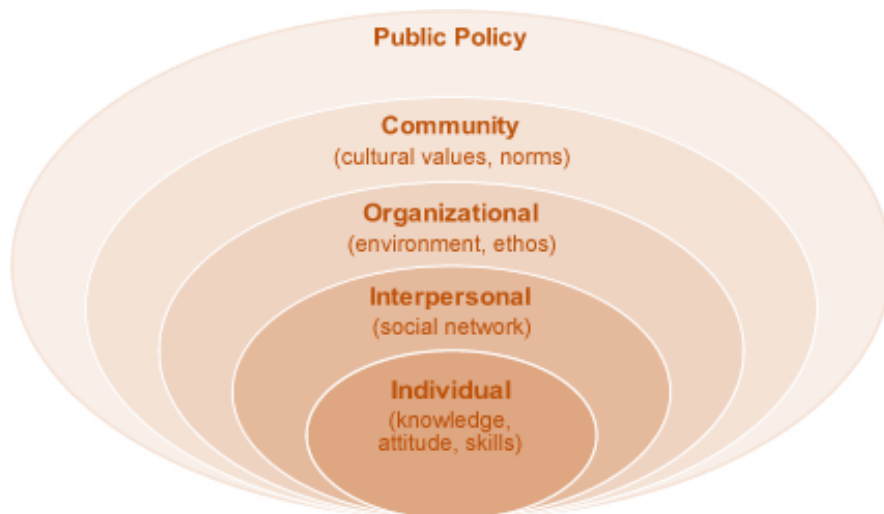 Public Policy
Community
(cultural values, norms)
Organizational
(environment, ethos)
Interpersonal
(social network)
Individual
(knowledge,
attitude, skills)